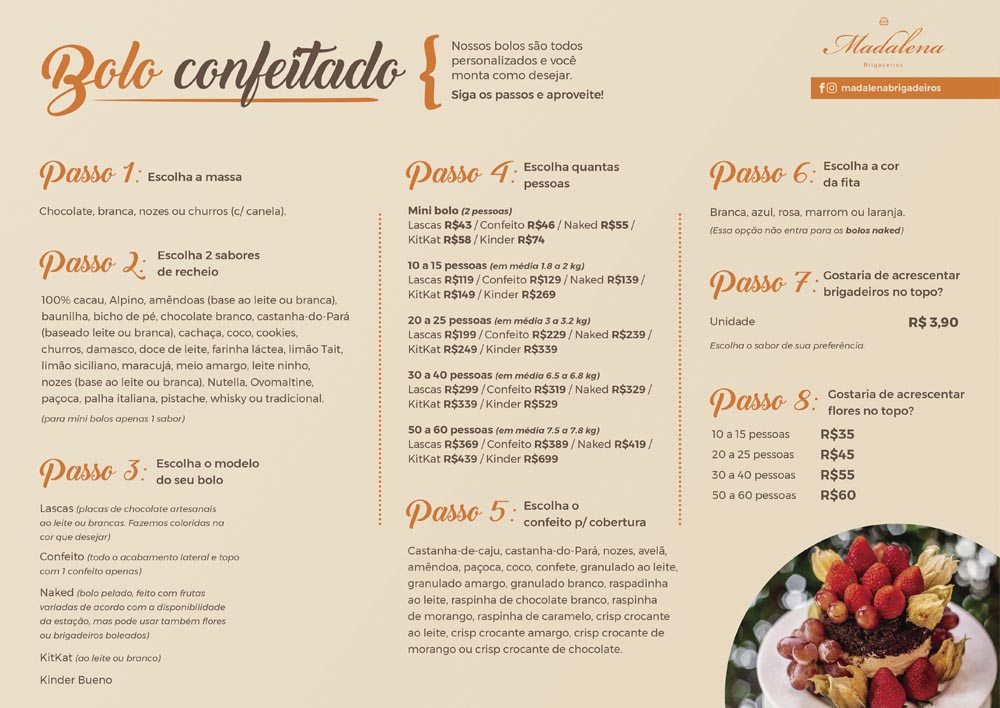 Bolo confeitado
Nossos bolos são todos
personalizados e você
monta como desejar.
Siga os passos e aproveite!
Madalena
Brigadeiros
madalenabrigadeiros
Passo 1: Escolha a massa
Chocolate, branca, nozes ou churros (c/ canela).
Passo 2: Escolha 2 sabores
de recheio
100% cacau, Alpino, amêndoas (base ao leite ou branca),
baunilha, bicho de pé, chocolate branco, castanha-do-Pará
(baseado leite ou branca), cachaça, coco, cookies,
churros, damasco, doce de leite, farinha láctea, limão Tait,
limão siciliano, maracujá, meio amargo, leite ninho,
nozes (base ao leite ou branca), Nutella, Ovomaltine,
paçoca, palha italiana, pistache, whisky ou tradicional.
(para mini bolos apenas 1 sabor)
Passo 3: Escolha o modelo
do seu bolo
Lascas (placas de chocolate artesanais
ao leite ou brancas. Fazemos coloridas na
cor que desejar)
Confeito (todo o acabamento lateral e topo
com 1 confeito apenas)
Naked (bolo pelado, feito com frutas
variadas de acordo com a disponibilidade
da estação, mas pode usar também flores
ou brigadeiros boleados)
KitKat (ao leite ou branco)
Kinder Bueno
Passo 4: Escolha quantas
pessoas
Mini bolo (2 pessoas)
Lascas R$43 / Confeito R$46 / Naked R$55 /
KitKat R$58 / Kinder R$74
10 a 15 pessoas (em média 1.8 a 2 kg)
Lascas R$119 / Confeito R$129 / Naked R$139 /
KitKat R$149 / Kinder R$269
20 a 25 pessoas (em média 3 a 3.2 kg)
Lascas R$199 / Confeito R$229 / Naked R$239 /
KitKat R$249 / Kinder R$339
30 a 40 pessoas (em média 6.5 a 6.8 kg)
Lascas R$299 / Confeito R$319 / Naked R$329 /
KitKat R$339 / Kinder R$529
50 a 60 pessoas (em média 7.5 a 7.8 kg)
Lascas R$369 / Confeito R$389 / Naked R$419 /
KitKat R$439 / Kinder R$699
Passo 5: Escolha o
confeito p/ cobertura
Castanha-de-caju, castanha-do-Pará, nozes, avelã,
amêndoa, paçoca, coco, confete, granulado ao leite,
granulado amargo, granulado branco, raspadinha
ao leite, raspinha de chocolate branco, raspinha
de morango, raspinha de caramelo, crisp crocante
ao leite, crisp crocante amargo, crisp crocante de
morango ou crisp crocante de chocolate.
Passo 6: Escolha a cor
da fita
Branca, azul, rosa, marrom ou laranja.
(Essa opção não entra para os bolos naked)
Passo 7: Gostaria de acrescentar
brigadeiros no topo?
Unidade R$ 3,90
Escolha o sabor de sua preferência.
Passo 8: Gostaria de acrescentar
flores no topo?
10 a 15 pessoas R$35
20 a 25 pessoas R$45
30 a 40 pessoas R$55
50 a 60 pessoas R$60